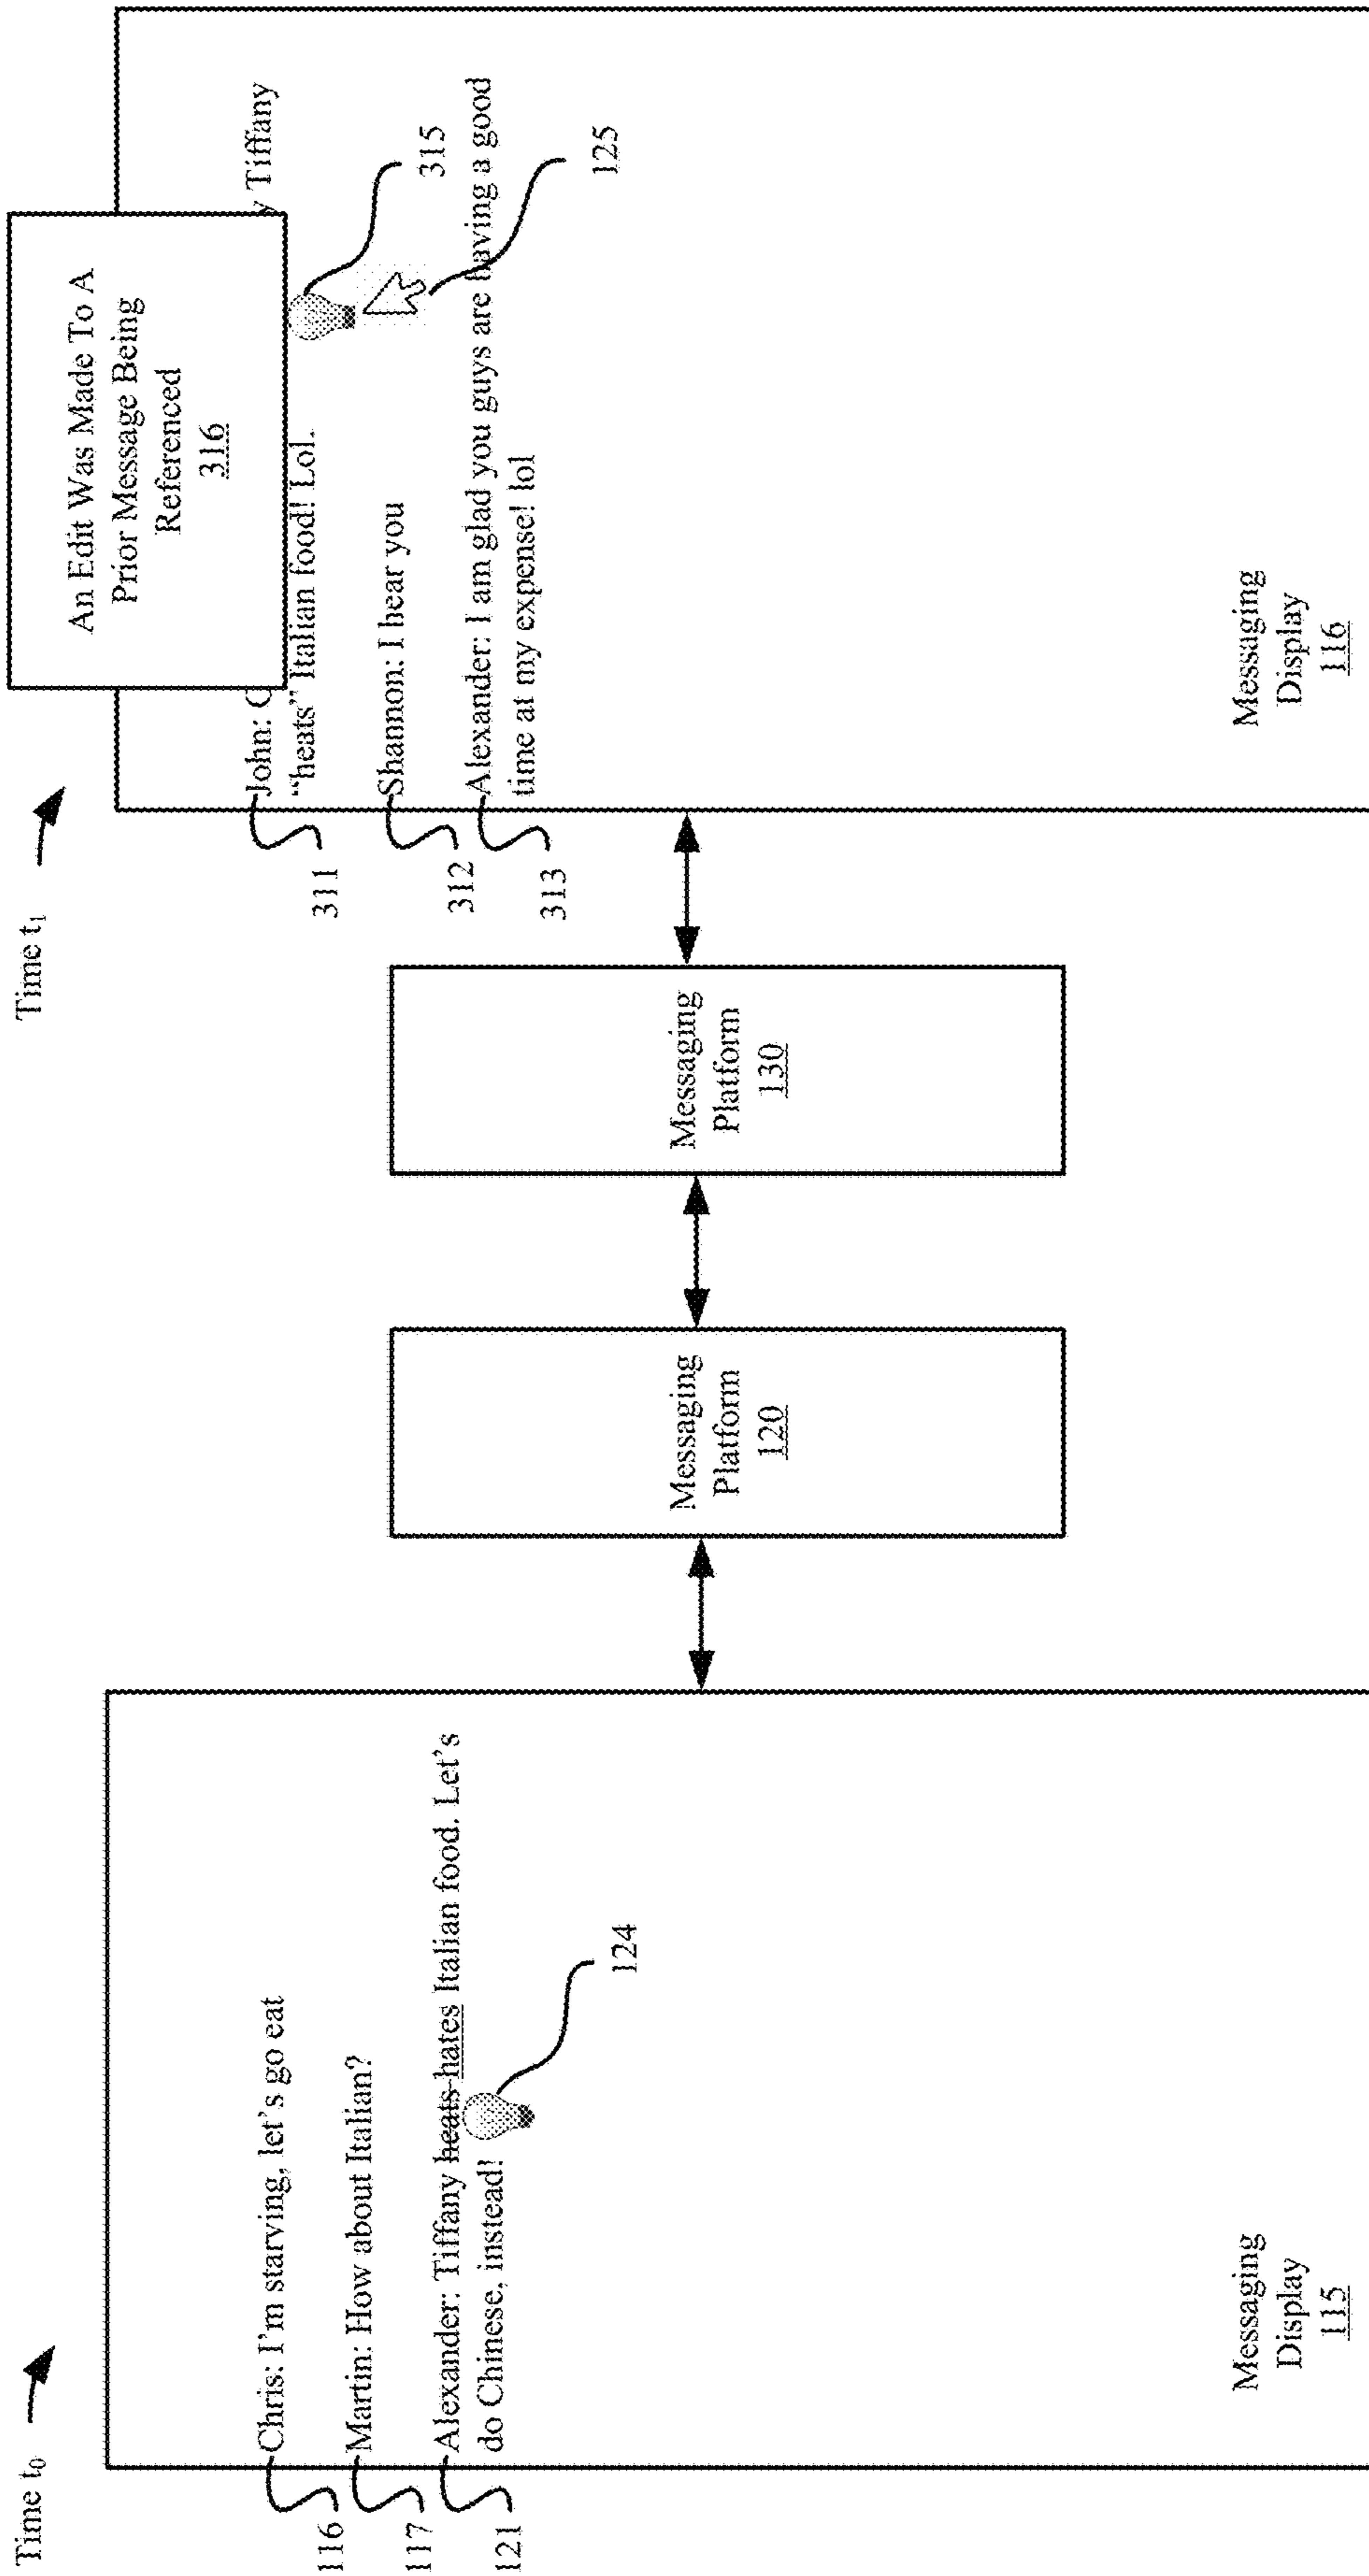 Time t₀
Chris: I'm starving, let's go eat
Martin: How about Italian?
Alexander: Tiffany heats hates Italian food. Let's
do Chinese, instead!
116
117
121
124
Messaging
Display
115
Messaging
Platform
120
Messaging
Platform
130
Time t₁
An Edit Was Made To A
Prior Message Being
Referenced
316
John:
Tiffany
"heats" Italian food! Lol.
Shannon: I hear you
Alexander: I am glad you guys are having a good
time at my expense! lol
311
312
313
315
125
Messaging
Display
116